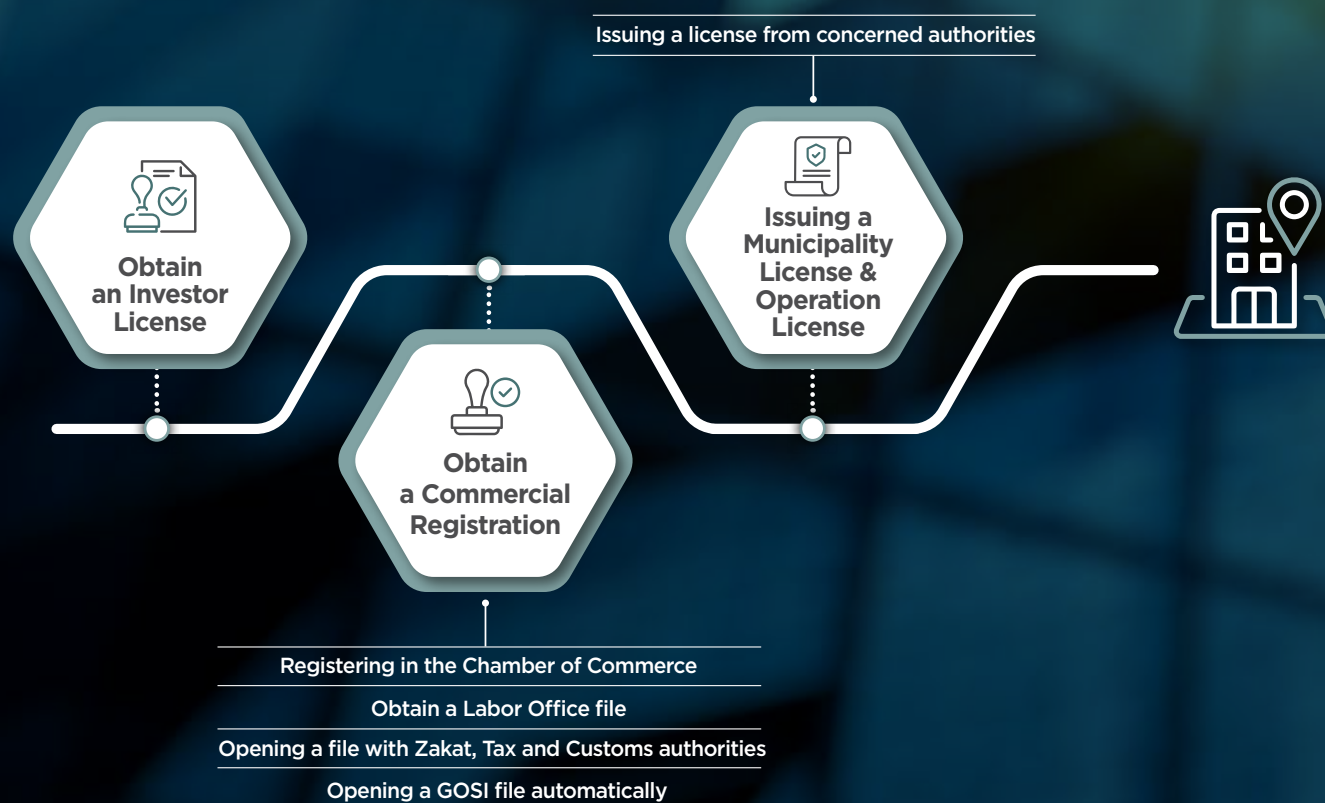 Issuing a license from concerned authorities
Obtain
an Investor
License
Obtain
a Commercial
Registration
Issuing a
Municipality
License &
Operation
License
Registering in the Chamber of Commerce
Obtain a Labor Office file
Opening a file with Zakat, Tax and Customs authorities
Opening a GOSI file automatically